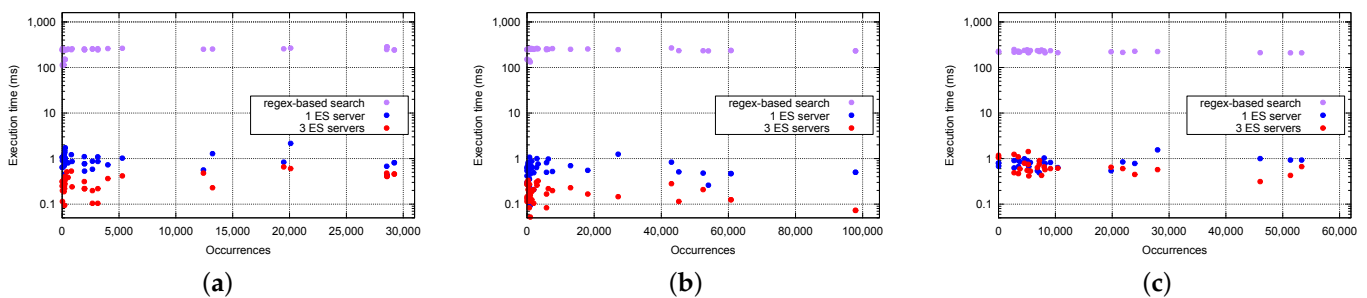 1,000
100
10
1
0.1
Execution time (ms)
regex-based search
1 ES server
3 ES servers
0 5,000 10,000 15,000 20,000 25,000 30,000
Occurrences
(a)
1,000
100
10
1
0.1
Execution time (ms)
regex-based search
1 ES server
3 ES servers
0 20,000 40,000 60,000 80,000 100,000
Occurrences
(b)
1,000
100
10
1
0.1
Execution time (ms)
regex-based search
1 ES server
3 ES servers
0 10,000 20,000 30,000 40,000 50,000 60,000
Occurrences
(c)